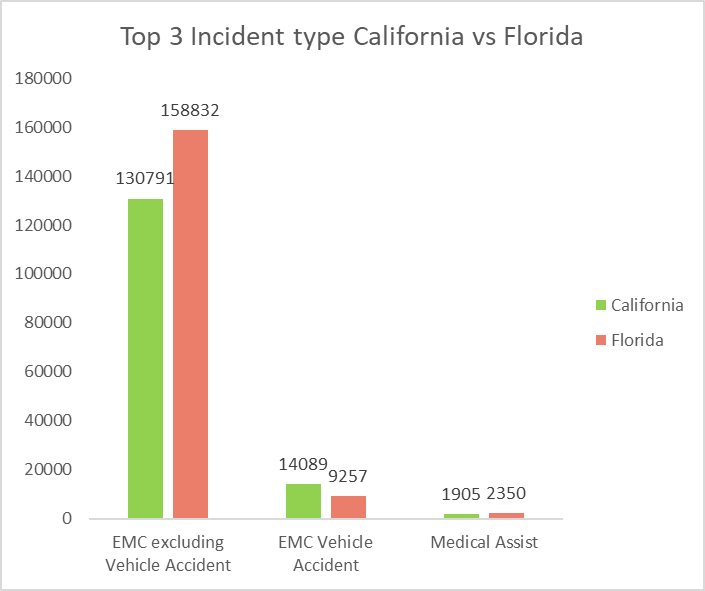 Top 3 Incident type California vs Florida
180000
160000
140000
120000
100000
80000
60000
40000
20000
0
130791
158832
14089
9257
1905
2350
EMC excluding
Vehicle Accident
EMC Vehicle
Accident
Medical Assist
California
Florida